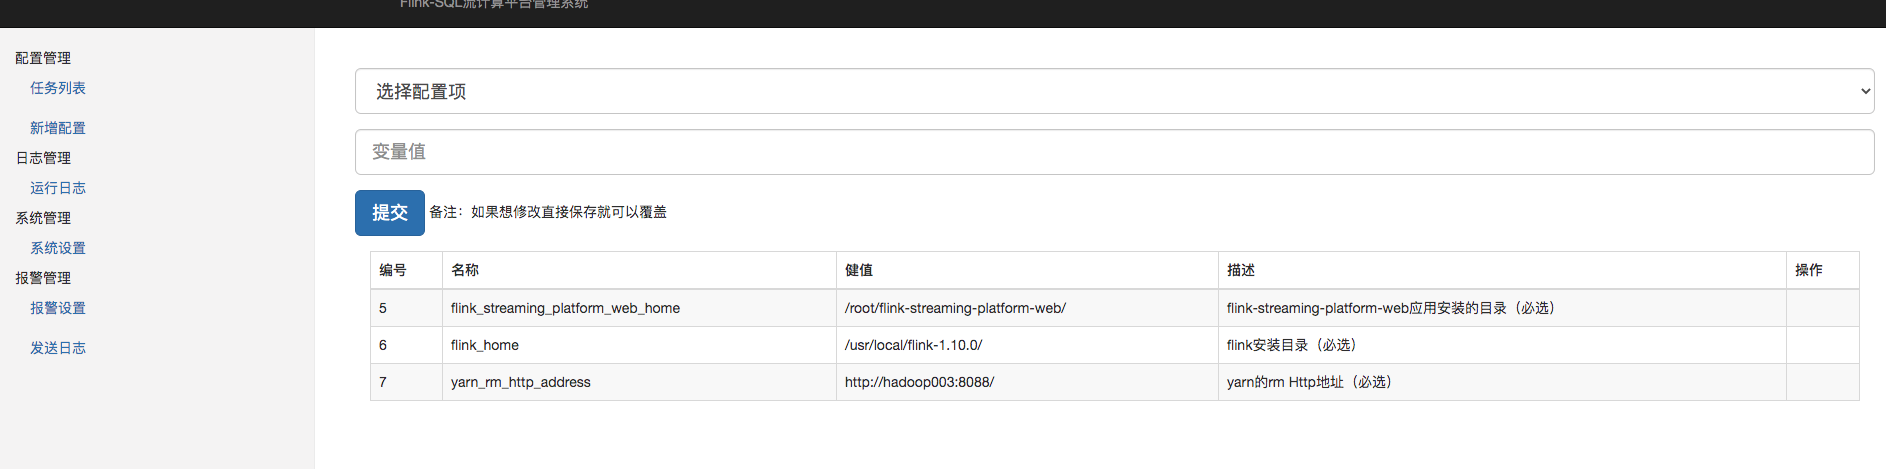 Flink-SQL流计算平台管理系统
配置管理
任务列表
新增配置
日志管理
运行日志
系统管理
系统设置
报警管理
报警设置
发送日志
选择配置项
变量值
提交 备注：如果想修改直接保存就可以覆盖
编号 名称 健值 描述 操作
5 flink_streaming_platform_web_home /root/flink-streaming-platform-web/ flink-streaming-platform-web应用安装的目录（必选）
6 flink_home /usr/local/flink-1.10.0/ flink安装目录（必选）
7 yarn_rm_http_address http://hadoop003:8088/ yarn的rm Http地址（必选）